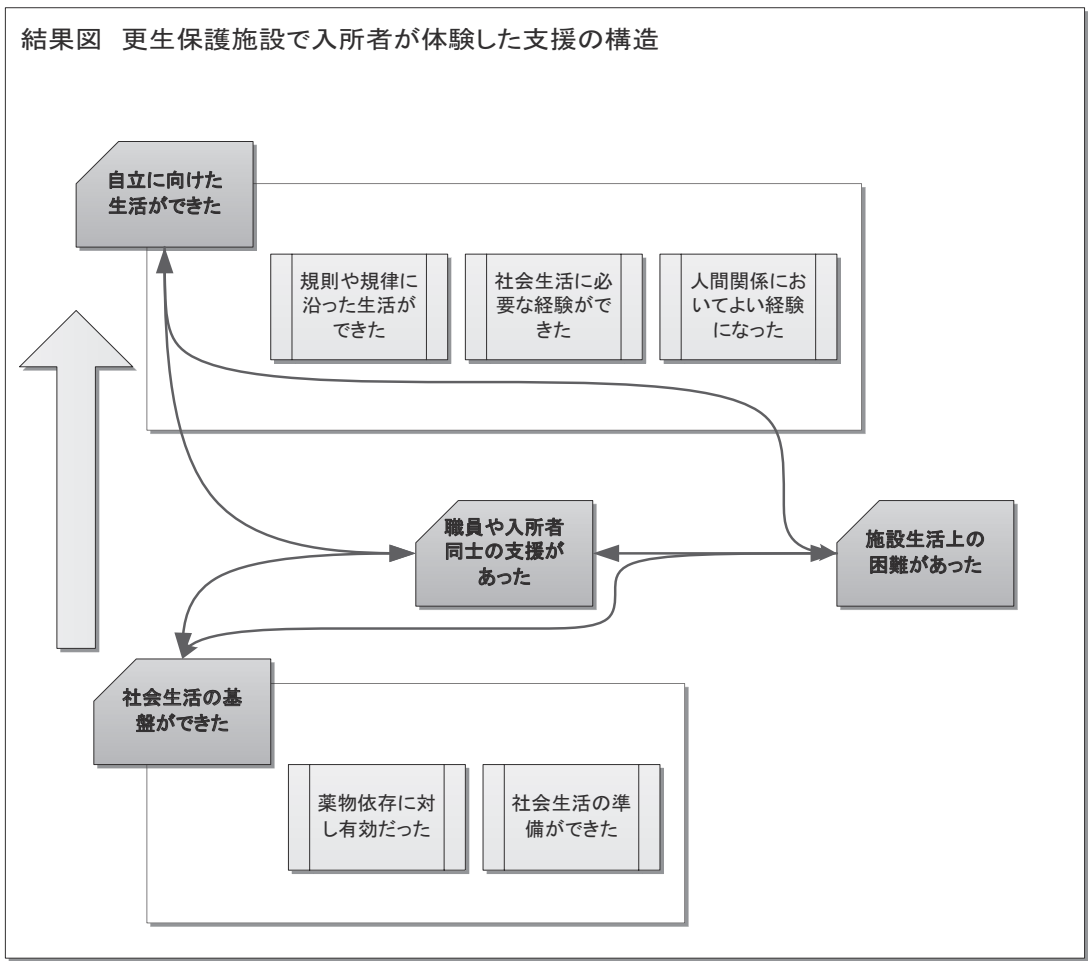 結果図 更生保護施設で入所者が体験した支援の構造
自立に向けた
生活ができた
規則や規律に
沿った生活が
できた
社会生活に必
要な経験がで
きた
人間関係にお
いてよい経験
になった
職員や入所者
同士の支援が
あった
施設生活上の
困難があった
社会生活の基
盤ができた
薬物依存に対
し有効だった
社会生活の準
備ができた